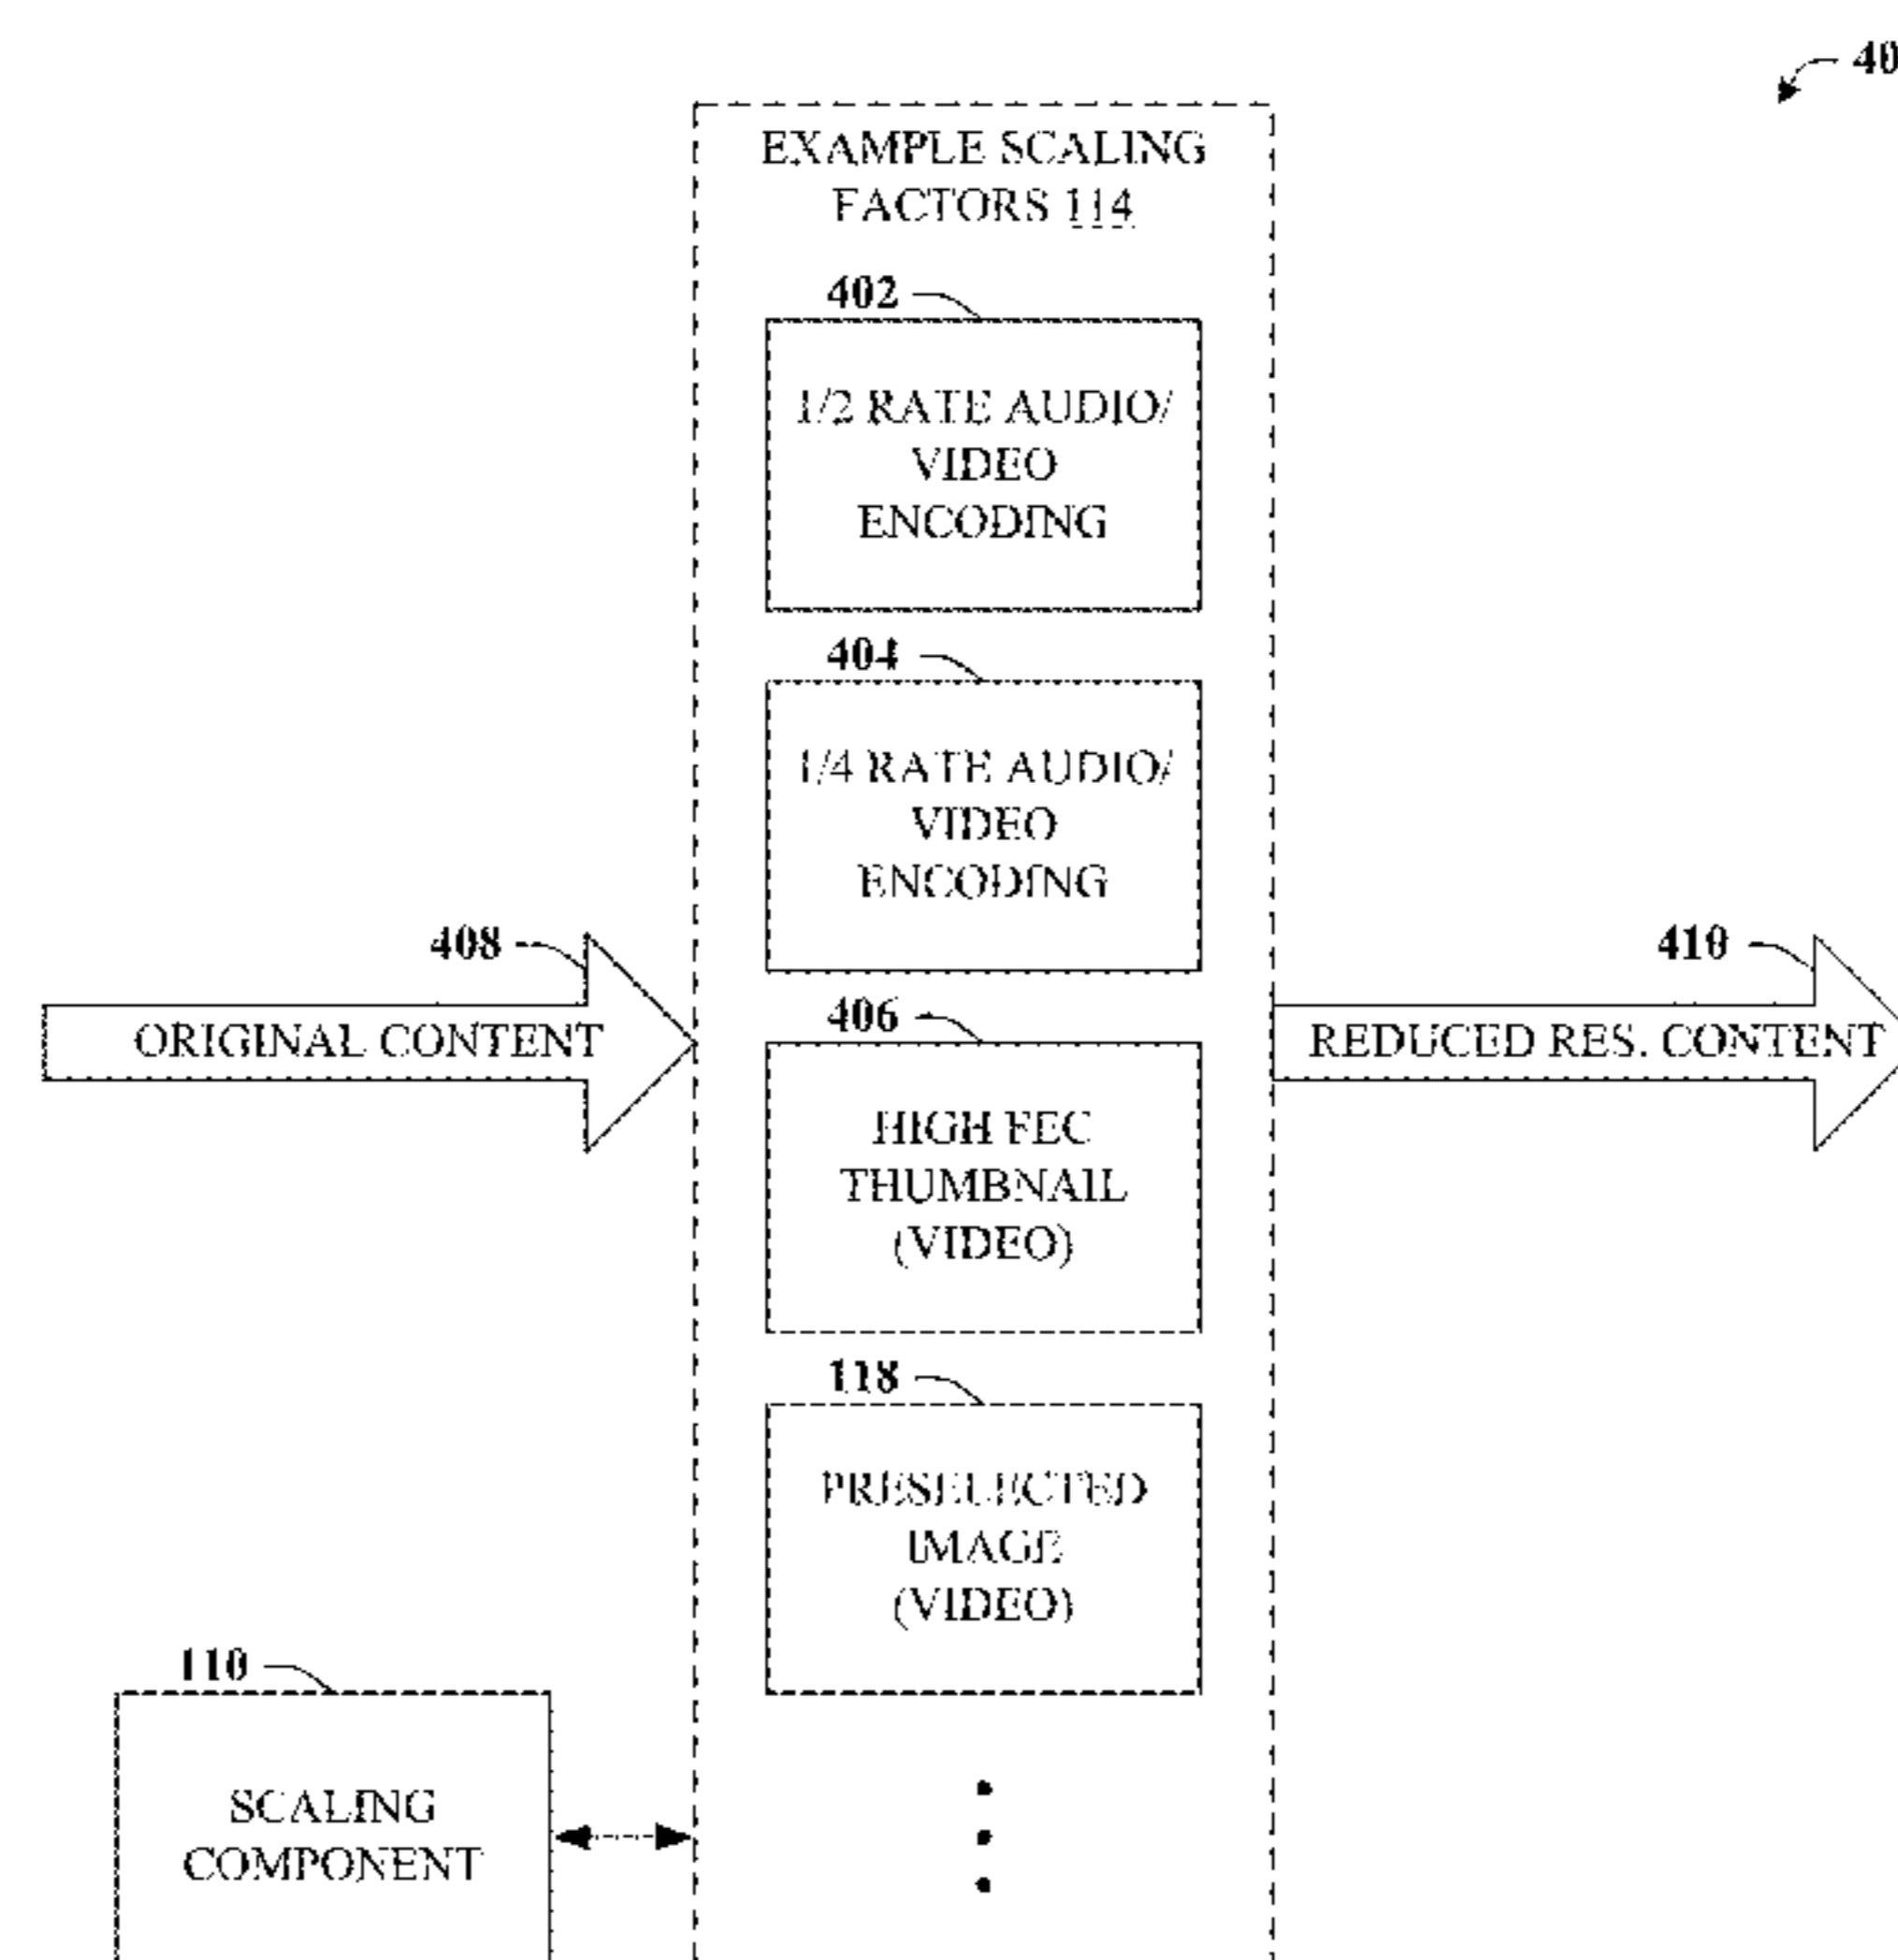 40
EXAMPLE SCALING
FACTORS 114
402
1/2 RATE AUDIO/
VIDEO
ENCODING
404
1/4 RATE AUDIO/
VIDEO
ENCODING
408
ORIGINAL CONTENT
410
REDUCED RES. CONTENT
406
HIGH FEC
THUMBNAIL
(VIDEO)
118
PRESELECTED
IMAGE
(VIDEO)
110
SCALING
COMPONENT